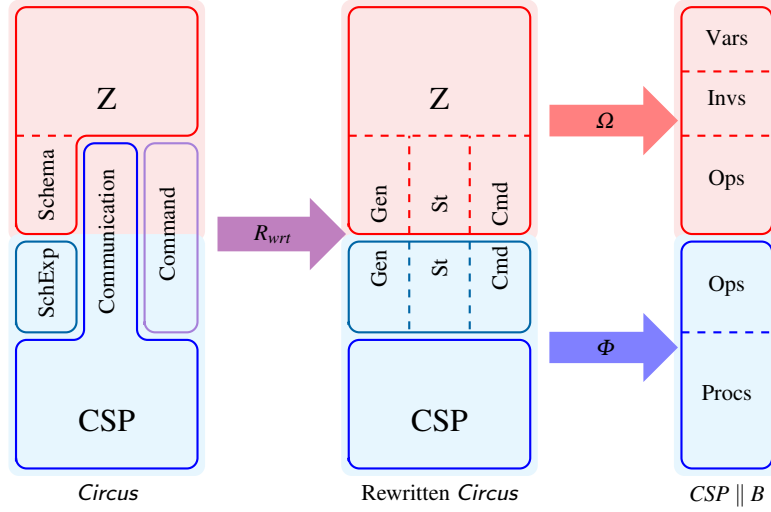 Z
Schema
Communication
Command
SchExp
CSP
Circus
R_wrt
Z
Gen
St
Cmd
Gen
St
Cmd
CSP
Rewritten Circus
Ω
Φ
Vars
Invs
Ops
Ops
Procs
CSP ∥ B